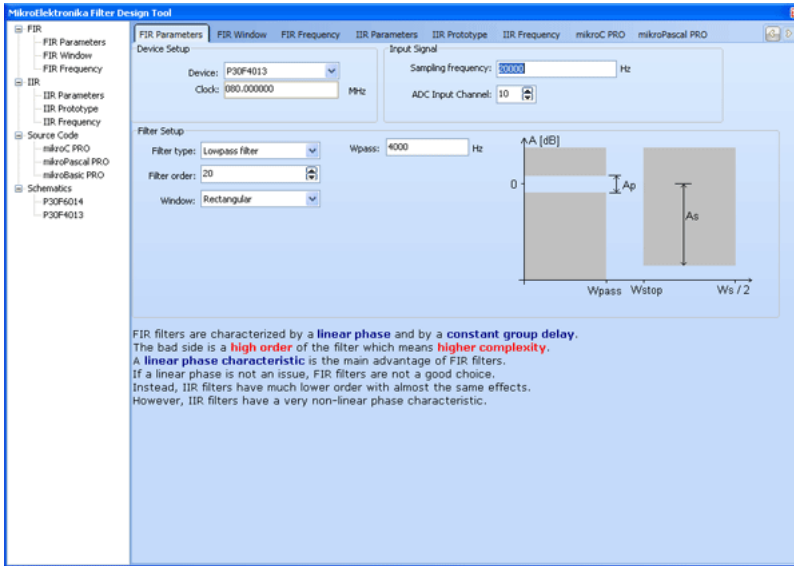 MikroElektronika Filter Design Tool
FIR
FIR Parameters
FIR Window
FIR Frequency
IIR
IIR Parameters
IIR Prototype
IIR Frequency
Source Code
mikroC PRO
mikroPascal PRO
mikroBasic PRO
Schematics
P30F6014
P30F4013
FIR Parameters FIR Window FIR Frequency IIR Parameters IIR Prototype IIR Frequency mikroC PRO mikroPascal PRO
Device Setup
Device: P30F4013
Clock: 080.000000 MHz
Input Signal
Sampling frequency: 20000 Hz
ADC Input Channel: 10
Filter Setup
Filter type: Lowpass filter
Filter order: 20
Window: Rectangular
Wpass: 4000 Hz
A [dB]
0
Ap
As
Wpass Wstop Ws / 2
FIR filters are characterized by a linear phase and by a constant group delay.
The bad side is a high order of the filter which means higher complexity.
A linear phase characteristic is the main advantage of FIR filters.
If a linear phase is not an issue, FIR filters are not a good choice.
Instead, IIR filters have much lower order with almost the same effects.
However, IIR filters have a very non-linear phase characteristic.